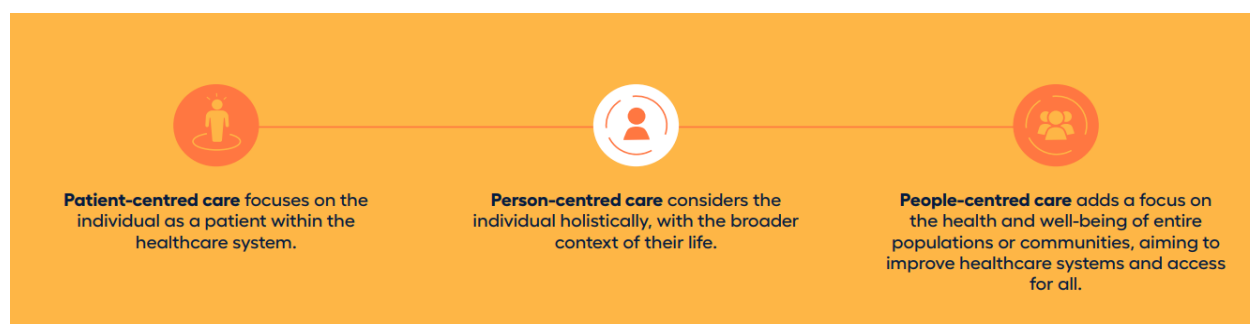 Patient-centred care focuses on the
individual as a patient within the
healthcare system.
Person-centred care considers the
individual holistically, with the broader
context of their life.
People-centred care adds a focus on
the health and well-being of entire
populations or communities, aiming to
improve healthcare systems and access
for all.